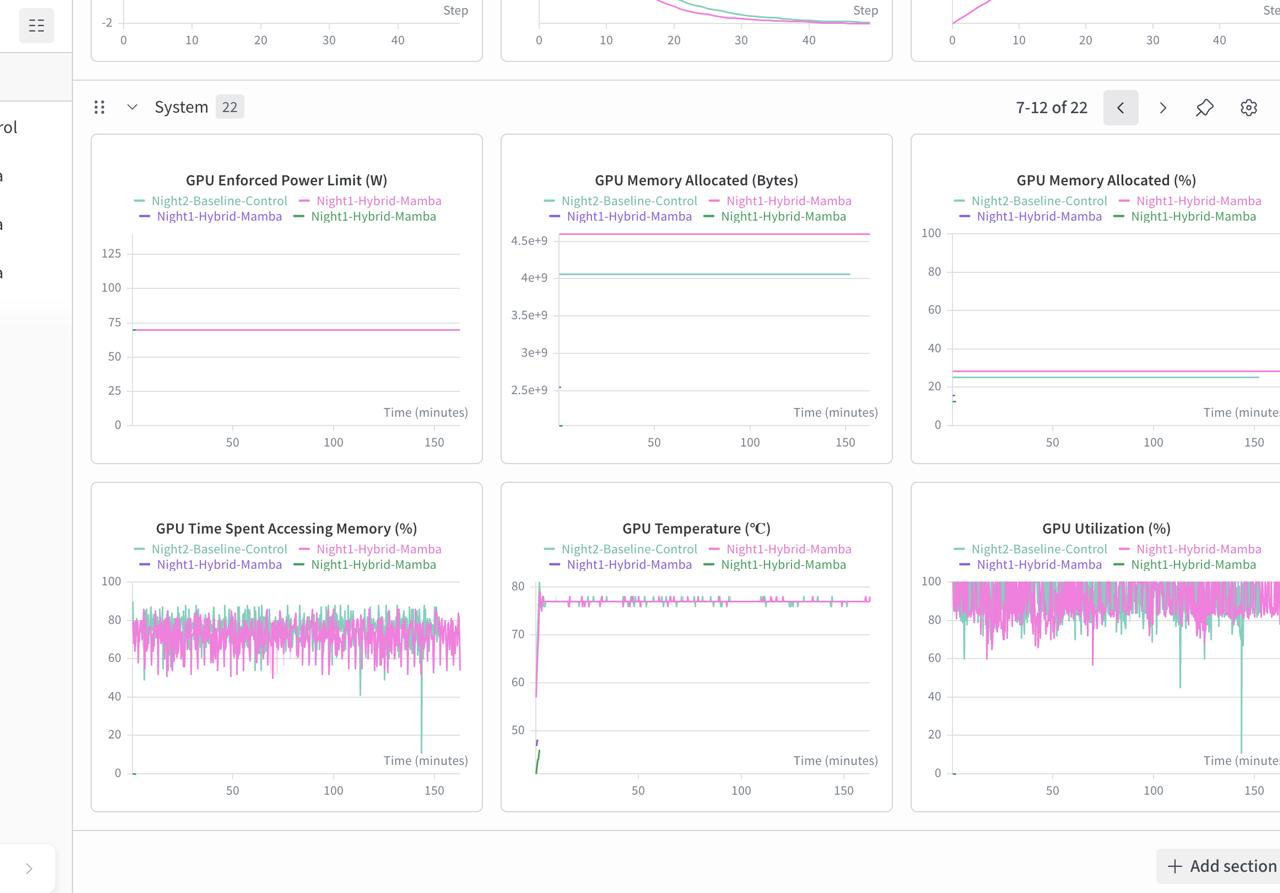 -2
Step
0 10 20 30 40
Step
0 10 20 30 40
Ste
0 10 20 30 40
rol
a
a
a
System 22
7-12 of 22
GPU Enforced Power Limit (W)
Night2-Baseline-Control Night1-Hybrid-Mamba
Night1-Hybrid-Mamba Night1-Hybrid-Mamba
125
100
75
50
25
0
Time (minutes)
50 100 150
GPU Memory Allocated (Bytes)
Night2-Baseline-Control Night1-Hybrid-Mamba
Night1-Hybrid-Mamba Night1-Hybrid-Mamba
4.5e+9
4e+9
3.5e+9
3e+9
2.5e+9
Time (minutes)
50 100 150
GPU Memory Allocated (%)
Night2-Baseline-Control Night1-Hybrid-Mamba
Night1-Hybrid-Mamba Night1-Hybrid-Mamba
100
80
60
40
20
0
Time (minu
50 100 150
GPU Time Spent Accessing Memory (%)
Night2-Baseline-Control Night1-Hybrid-Mamba
Night1-Hybrid-Mamba Night1-Hybrid-Mamba
100
80
60
40
20
0
Time (minutes)
50 100 150
GPU Temperature (℃)
Night2-Baseline-Control Night1-Hybrid-Mamba
Night1-Hybrid-Mamba Night1-Hybrid-Mamba
80
70
60
50
Time (minutes)
50 100 150
GPU Utilization (%)
Night2-Baseline-Control Night1-Hybrid-Mamba
Night1-Hybrid-Mamba Night1-Hybrid-Mamba
100
80
60
40
20
0
Time (minu
50 100 150
Add section